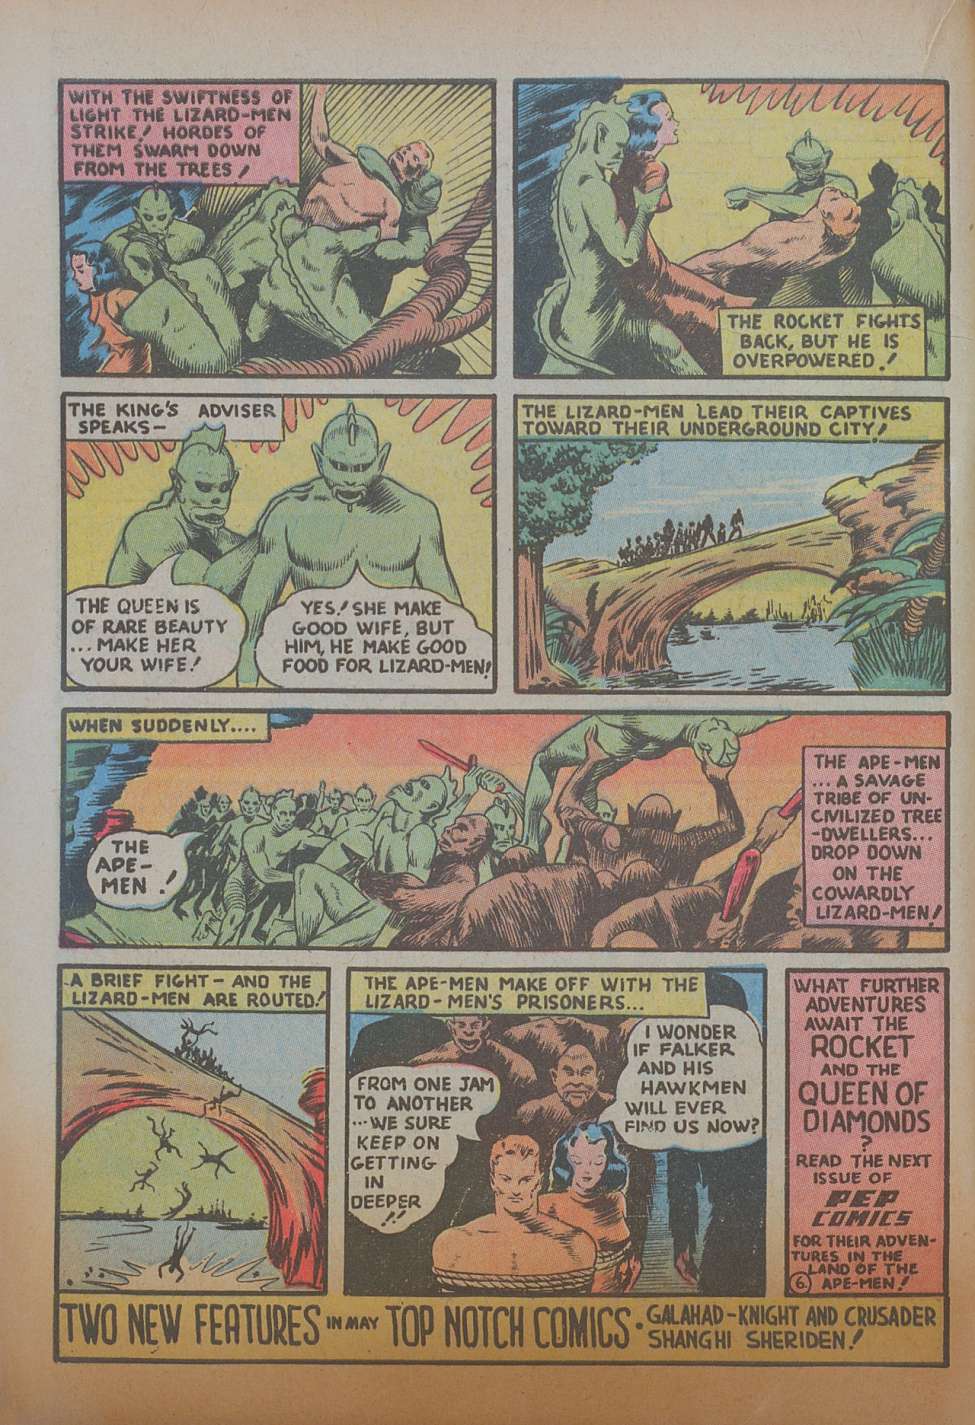 WITH THE SWIFTNESS OF
LIGHT THE LIZARD-MEN
STRIKE! HORDES OF
THEM SWARM DOWN
FROM THE TREES!
THE ROCKET FIGHTS
BACK, BUT HE IS
OVERPOWERED!
THE KING'S ADVISER
SPEAKS-
THE QUEEN IS
OF RARE BEAUTY
...MAKE HER
YOUR WIFE!
YES! SHE MAKE
GOOD WIFE, BUT
HIM, HE MAKE GOOD
FOOD FOR LIZARD-MEN!
THE LIZARD-MEN LEAD THEIR CAPTIVES
TOWARD THEIR UNDERGROUND CITY!
WHEN SUDDENLY....
THE
APE-
MEN!
THE APE-MEN
...A SAVAGE
TRIBE OF UN-
CIVILIZED TREE
-DWELLERS...
DROP DOWN
ON THE
COWARDLY
LIZARD-MEN!
A BRIEF FIGHT- AND THE
LIZARD-MEN ARE ROUTED!
THE APE-MEN MAKE OFF WITH THE
LIZARD-MEN'S PRISONERS...
FROM ONE JAM
TO ANOTHER
...WE SURE
KEEP ON
GETTING
IN
DEEPER
!!
I WONDER
IF FALKER
AND HIS
HAWKMEN
WILL EVER
FIND US NOW?
WHAT FURTHER
ADVENTURES
AWAIT THE
ROCKET
AND THE
QUEEN OF
DIAMONDS
?
READ THE NEXT
ISSUE OF
PEP
COMICS
FOR THEIR ADVEN-
TURES IN THE
LAND OF THE
APE-MEN!
6.
TWO NEW FEATURES IN MAY TOP NOTCH COMICS • GALAHAD-KNIGHT AND CRUSADER
SHANGHI SHERIDEN!